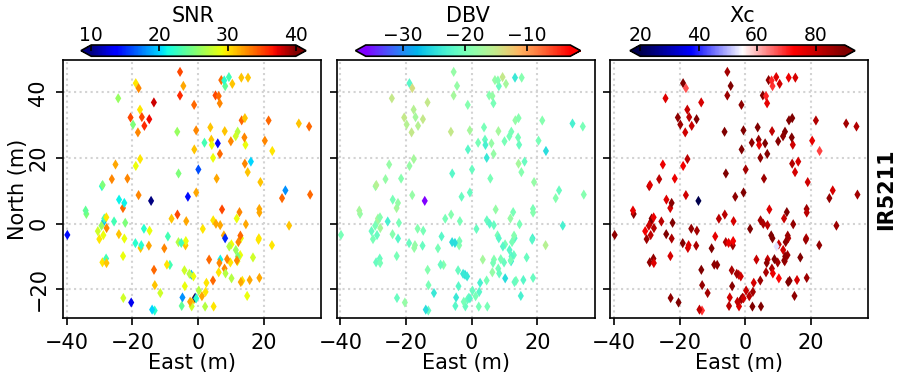 SNR DBV Xc
10 20 30 40 −30 −20 −10 20 40 60 80
40
20
0
−20
North (m)
IR5211
−40 −20 0 20 −40 −20 0 20 −40 −20 0 20
East (m) East (m) East (m)